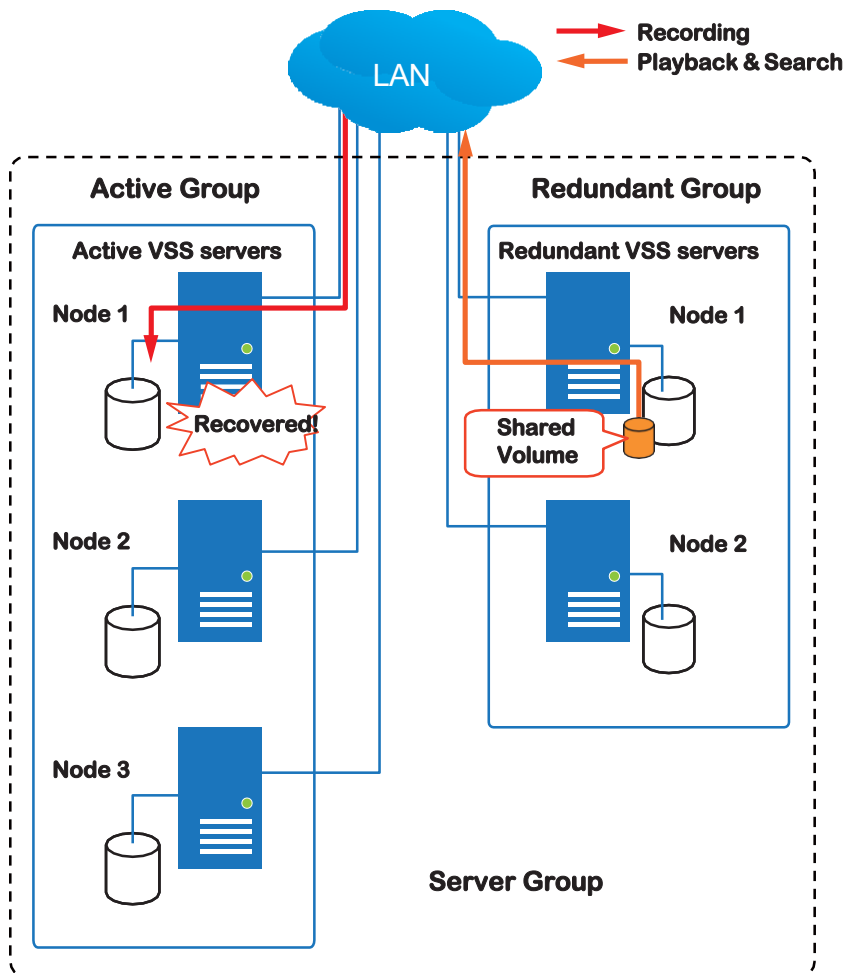 LAN
Recording
Playback & Search
Active Group
Redundant Group
Active VSS servers
Redundant VSS servers
Node 1
Node 1
Recovered!
Shared
Volume
Node 2
Node 2
Node 3
Server Group